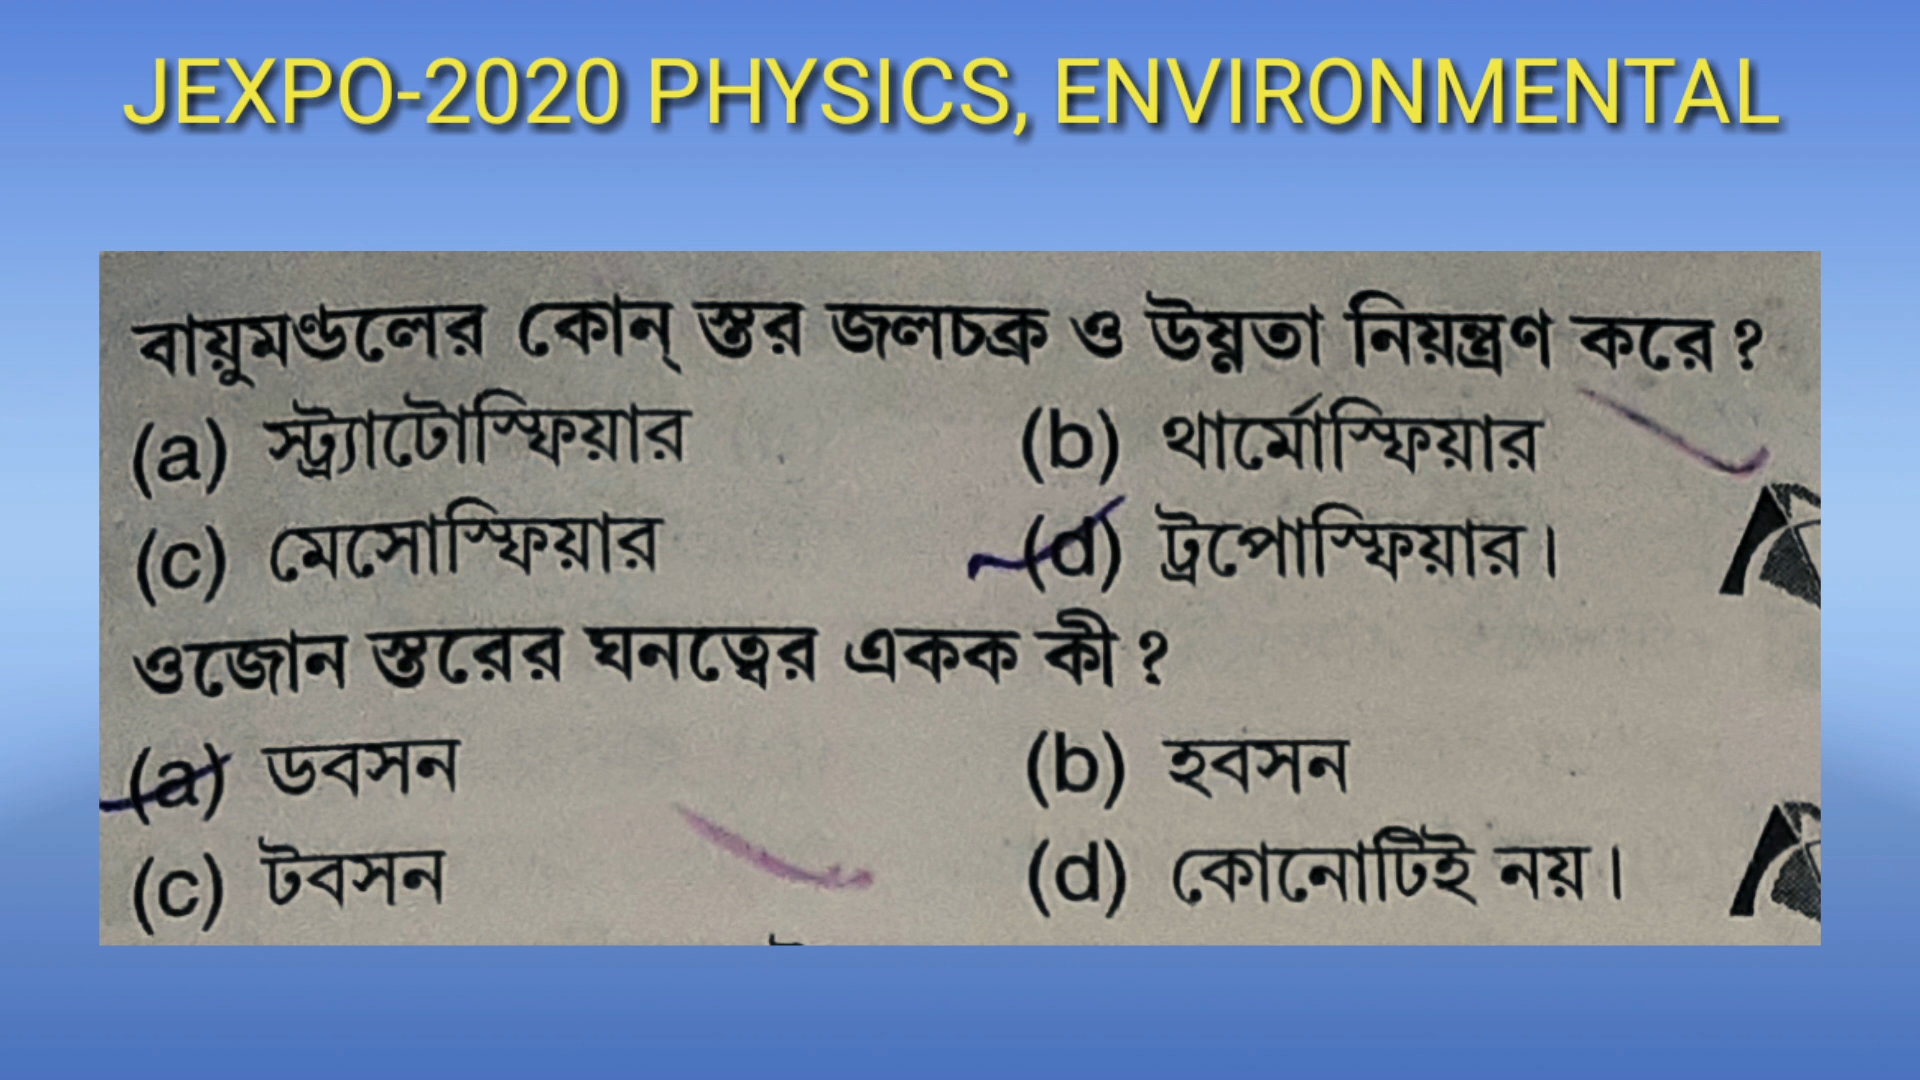 JEXPO-2020 PHYSICS, ENVIRONMENTAL
বায়ুমণ্ডলের কোন্ স্তর জলচক্র ও উষ্ণতা নিয়ন্ত্রণ করে ?
(a) স্ট্র্যাটোস্ফিয়ার (b) থার্মোস্ফিয়ার
(c) মেসোস্ফিয়ার (d) ট্রপোস্ফিয়ার।
ওজোন স্তরের ঘনত্বের একক কী ?
(a) ডবসন (b) হবসন
(c) টবসন (d) কোনোটিই নয়।